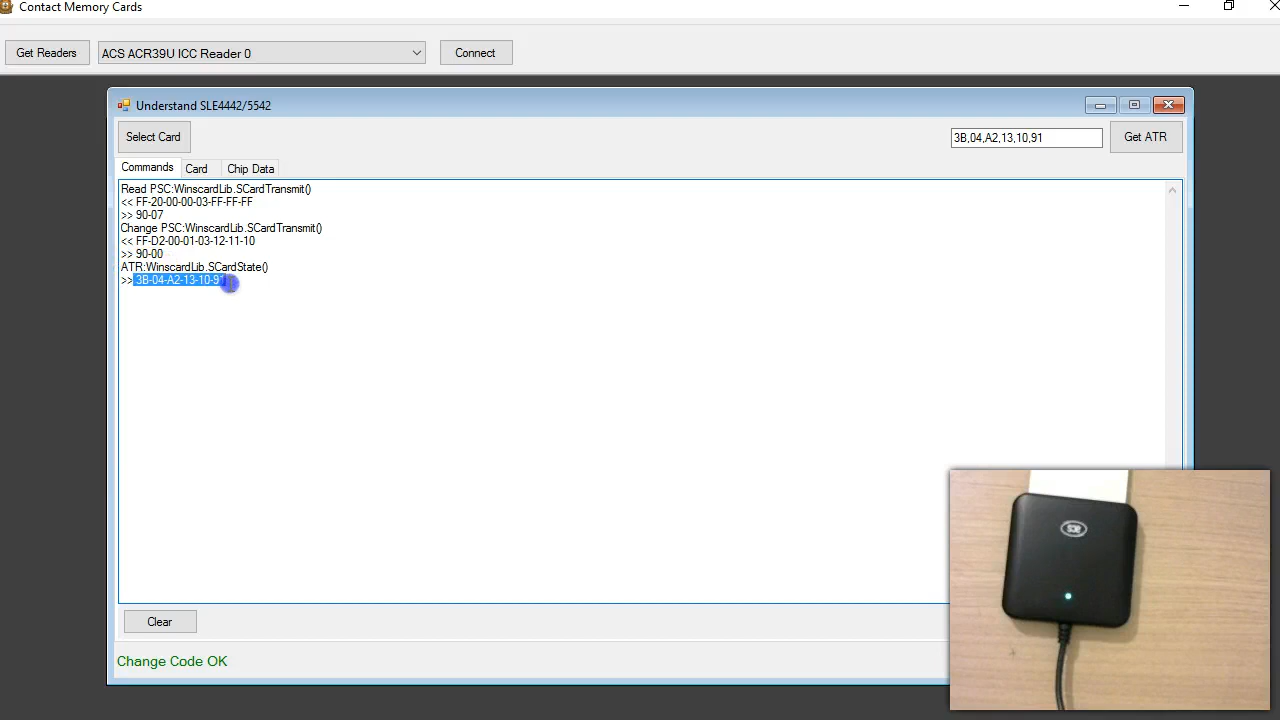 Contact Memory Cards
Get Readers
ACS ACR39U ICC Reader 0
Connect
Understand SLE4442/5542
Select Card
3B,04,A2,13,10,91
Get ATR
Commands
Card
Chip Data
Read PSC:WinscardLib.SCardTransmit()
<< FF-20-00-00-03-FF-FF-FF
>> 90-07
Change PSC:WinscardLib.SCardTransmit()
<< FF-D2-00-01-03-12-11-10
>> 90-00
ATR:WinscardLib.SCardState()
>> 3B-04-A2-13-10-91
Clear
Change Code OK